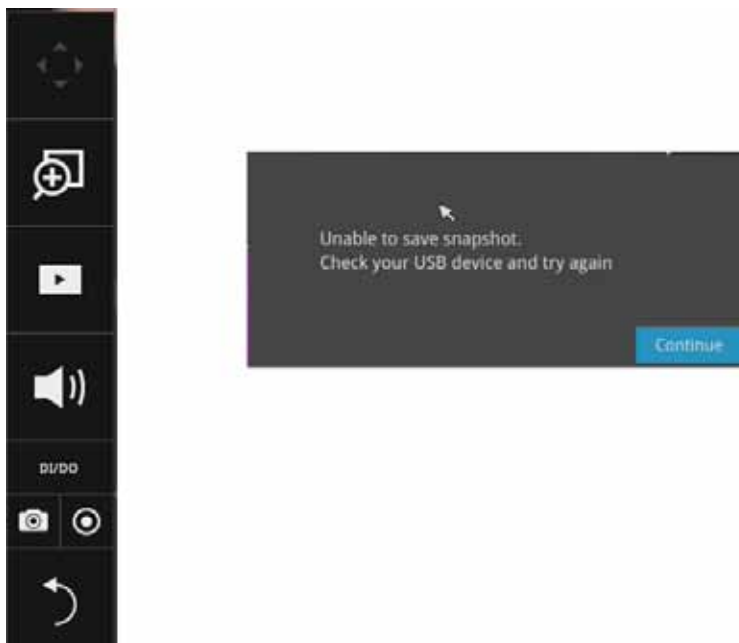 Unable to save snapshot.
Check your USB device and try again
Continue
DI/DO